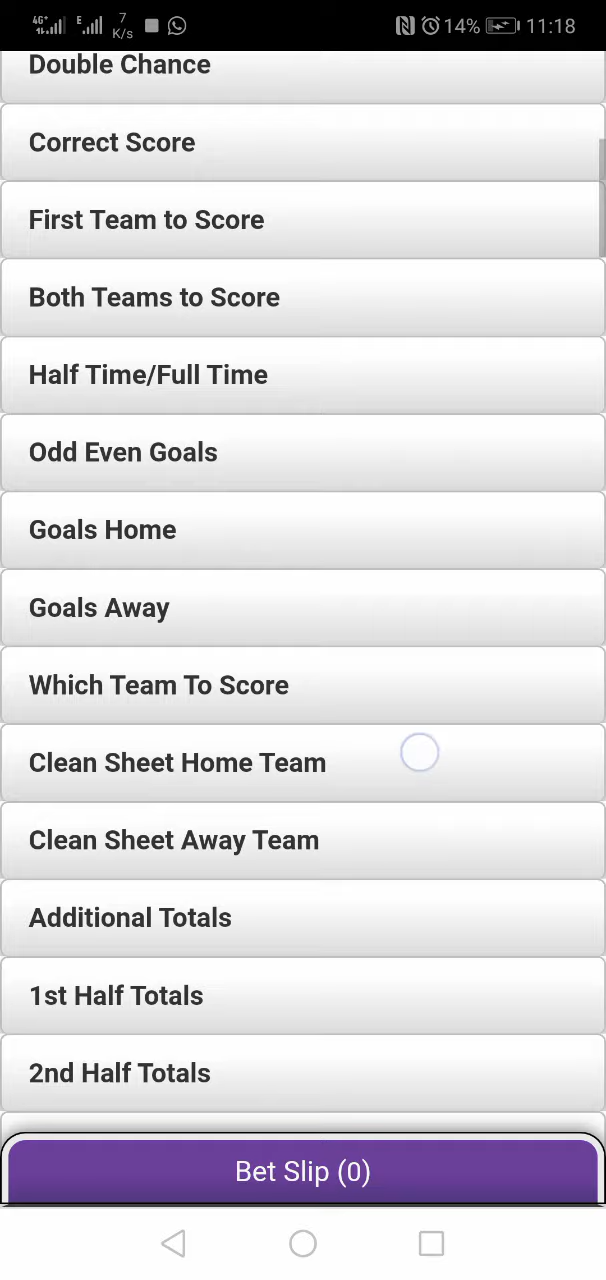 4G+ E 7 K/s 14% 11:18
Double Chance
Correct Score
First Team to Score
Both Teams to Score
Half Time/Full Time
Odd Even Goals
Goals Home
Goals Away
Which Team To Score
Clean Sheet Home Team
Clean Sheet Away Team
Additional Totals
1st Half Totals
2nd Half Totals
Bet Slip (0)